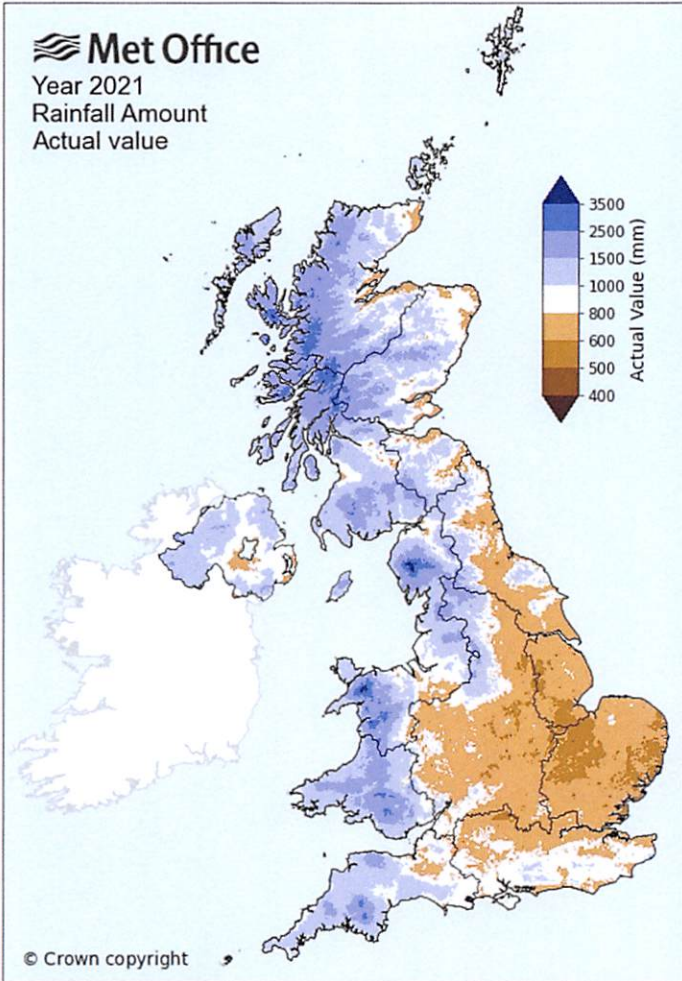 Met Office
Year 2021
Rainfall Amount
Actual value
3500
2500
1500
1000
800
600
500
400
Actual Value (mm)
© Crown copyright